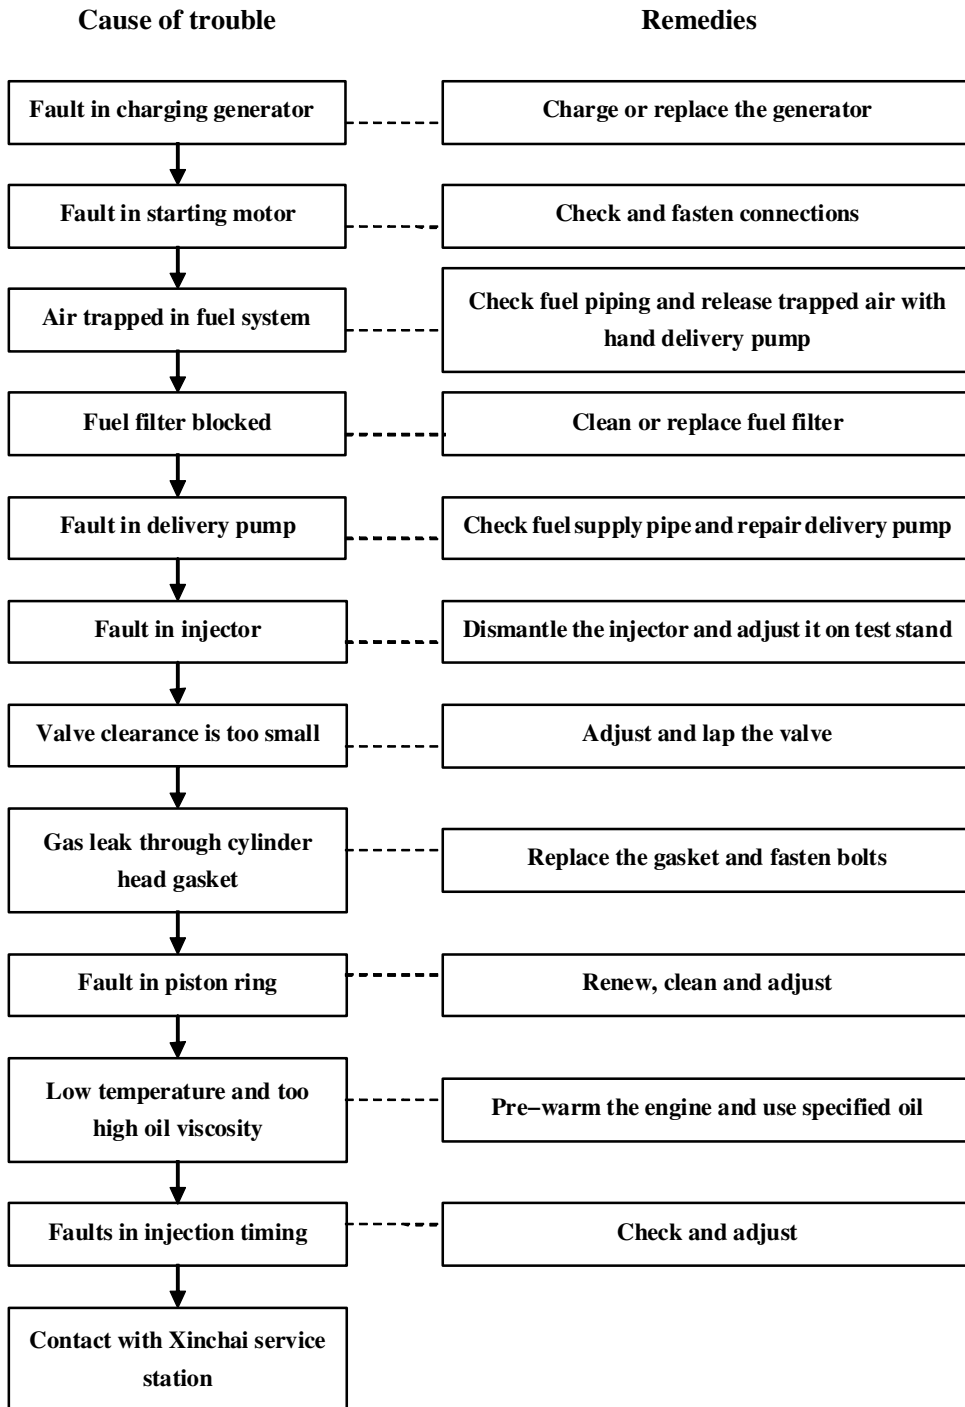 Cause of trouble
Remedies
Fault in charging generator
Charge or replace the generator
Fault in starting motor
Check and fasten connections
Air trapped in fuel system
Check fuel piping and release trapped air with
hand delivery pump
Fuel filter blocked
Clean or replace fuel filter
Fault in delivery pump
Check fuel supply pipe and repair delivery pump
Fault in injector
Dismantle the injector and adjust it on test stand
Valve clearance is too small
Adjust and lap the valve
Gas leak through cylinder
head gasket
Replace the gasket and fasten bolts
Fault in piston ring
Renew, clean and adjust
Low temperature and too
high oil viscosity
Pre−warm the engine and use specified oil
Faults in injection timing
Check and adjust
Contact with Xinchai service
station